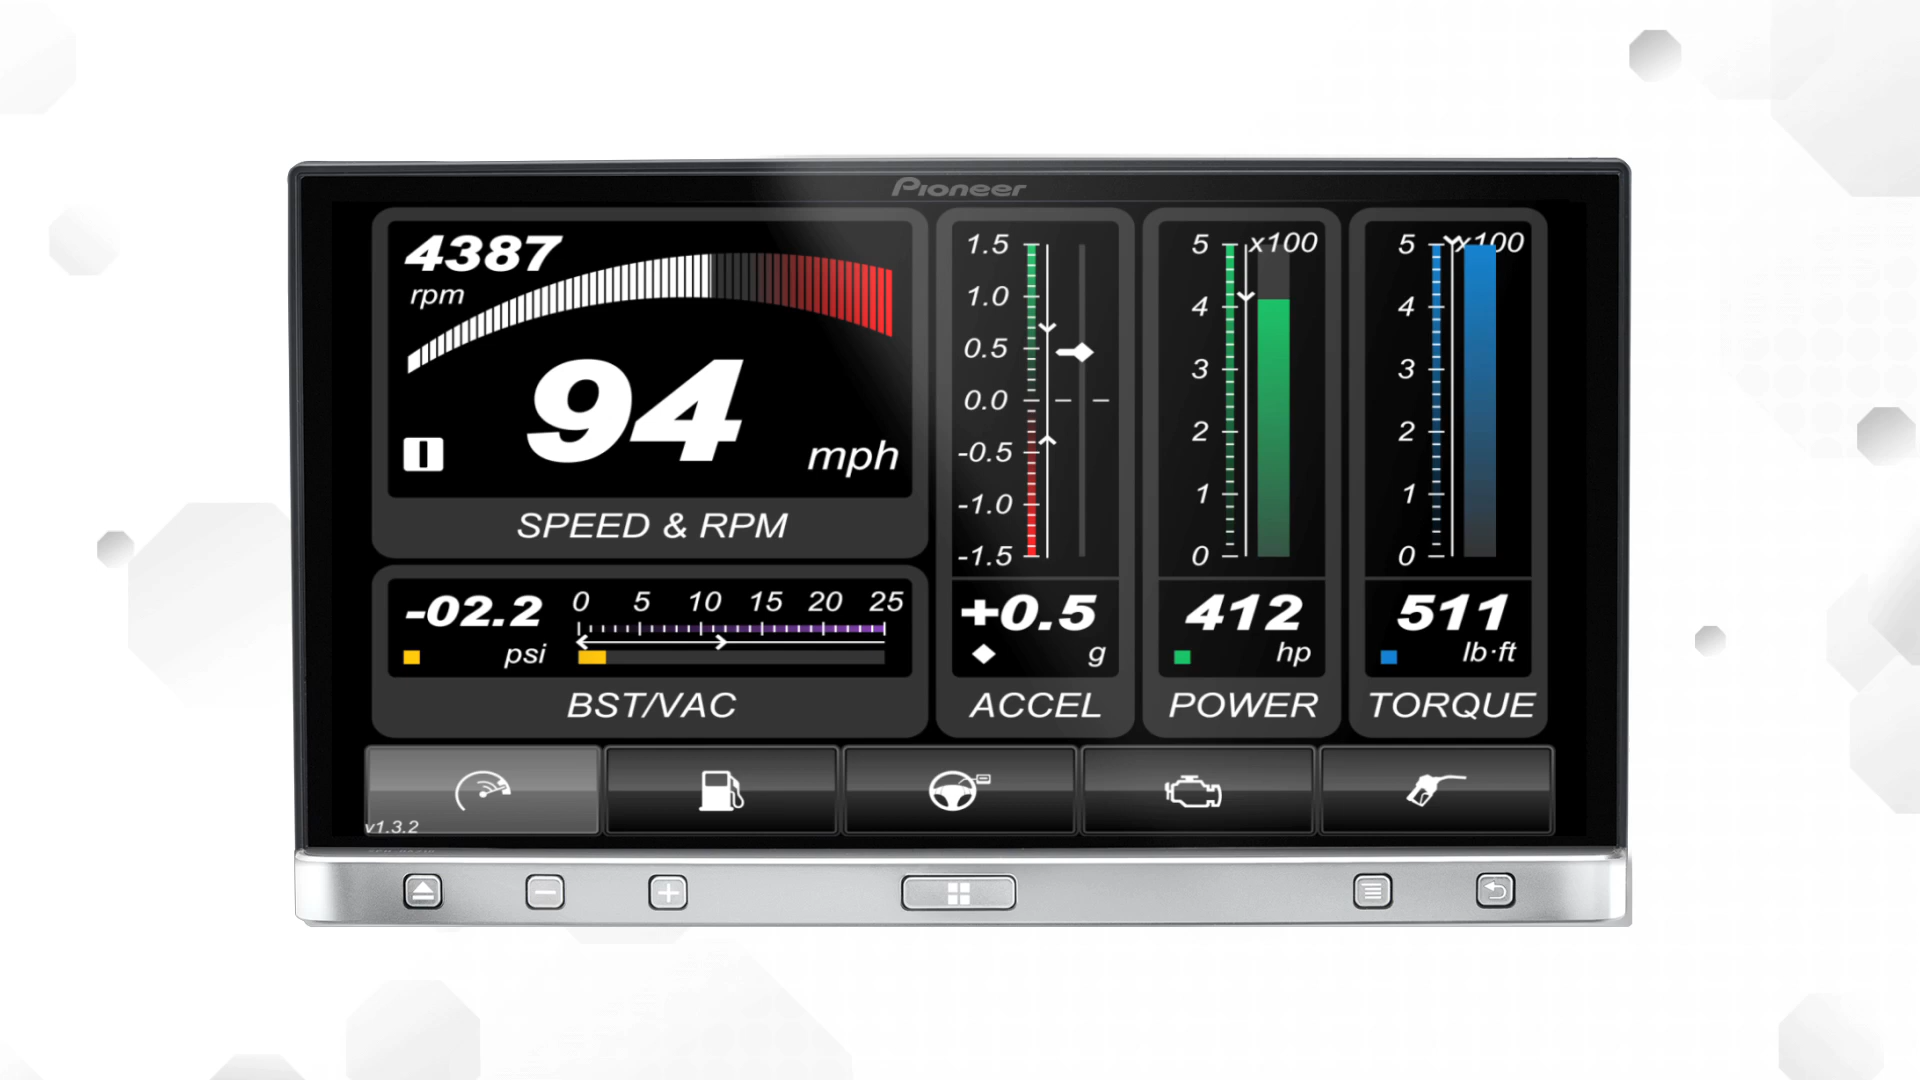 Pioneer
4387
rpm
94
mph
SPEED & RPM
-02.2
psi
0 5 10 15 20 25
BST/VAC
1.5
1.0
0.5
0.0
-0.5
-1.0
-1.5
+0.5
g
ACCEL
x100
5
4
3
2
1
0
412
hp
POWER
x100
5
4
3
2
1
0
511
lb·ft
TORQUE
v1.3.2